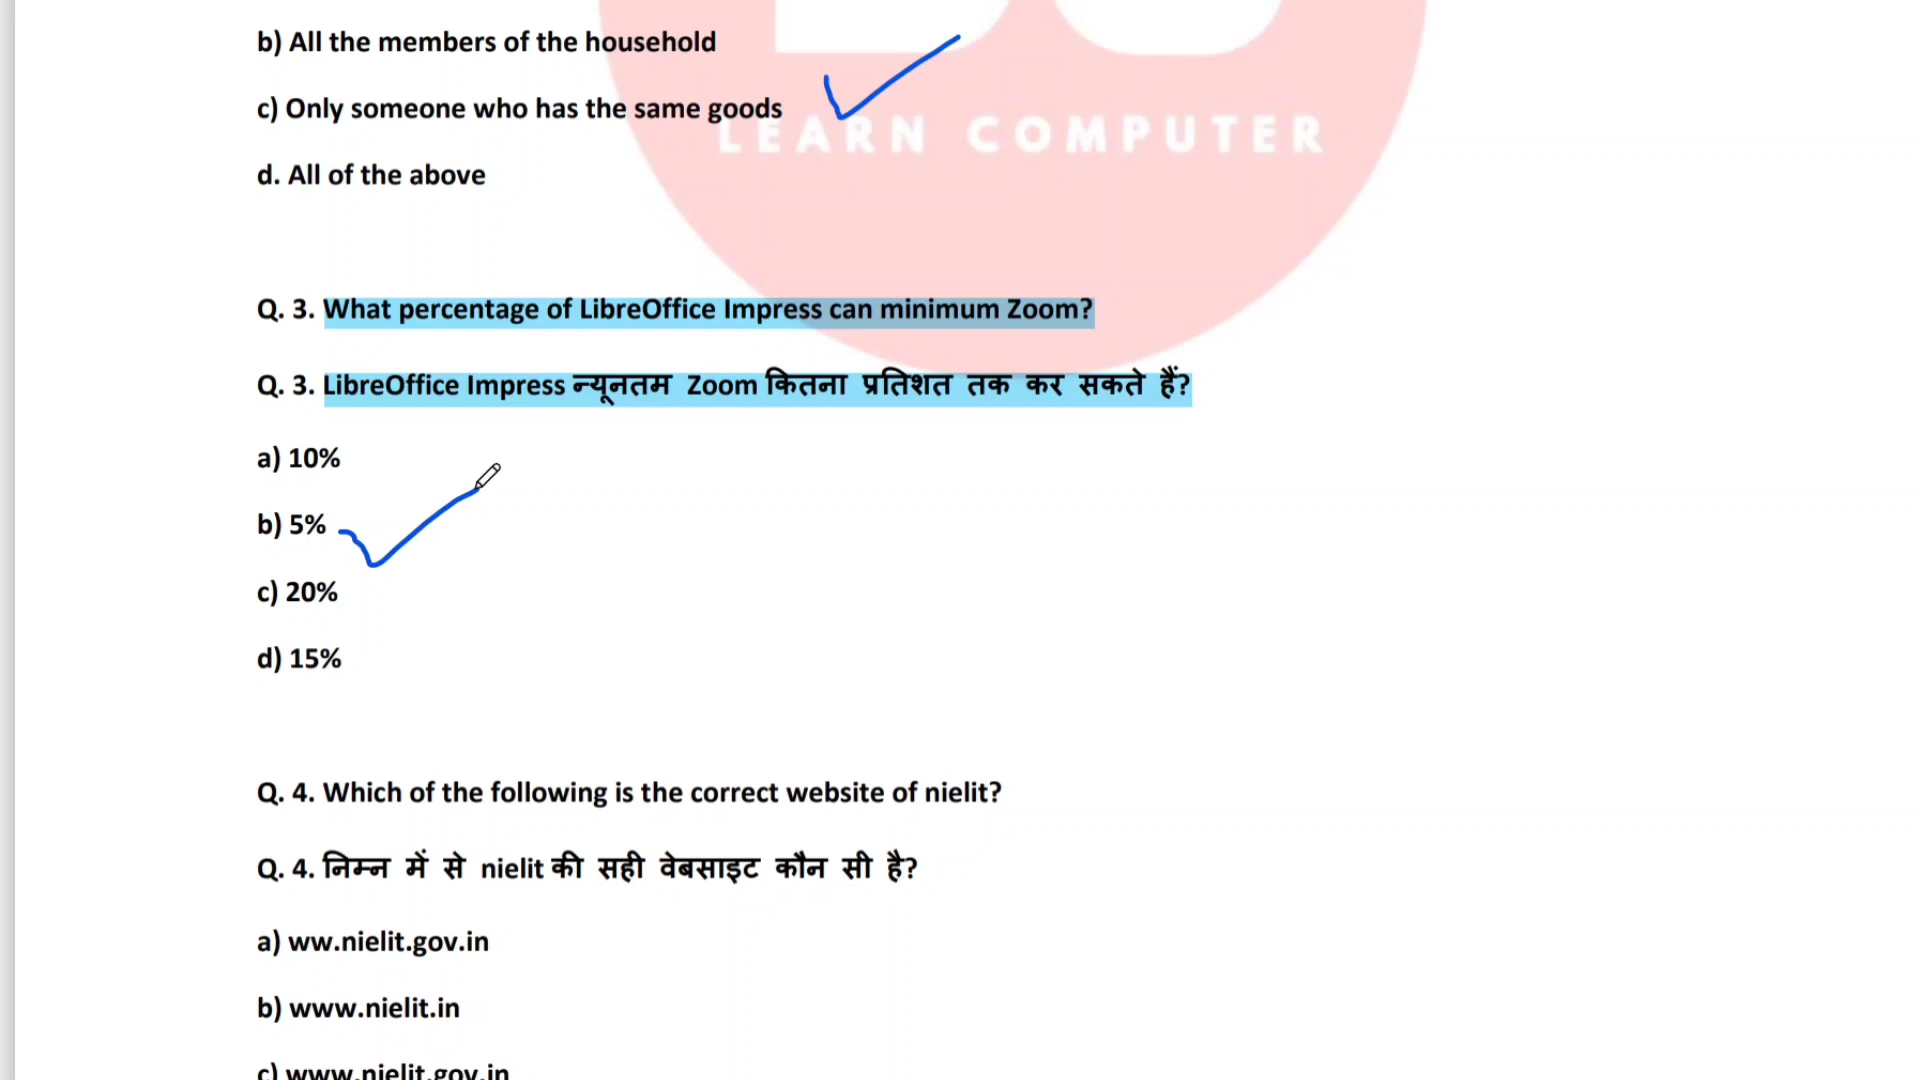 b) All the members of the household
c) Only someone who has the same goods
LEARN COMPUTER
d. All of the above
Q. 3. What percentage of LibreOffice Impress can minimum Zoom?
Q. 3. LibreOffice Impress न्यूनतम Zoom कितना प्रतिशत तक कर सकते हैं?
a) 10%
b) 5%
c) 20%
d) 15%
Q. 4. Which of the following is the correct website of nielit?
Q. 4. निम्न में से nielit की सही वेबसाइट कौन सी है?
a) ww.nielit.gov.in
b) www.nielit.in
c) www.nielit.gov.in